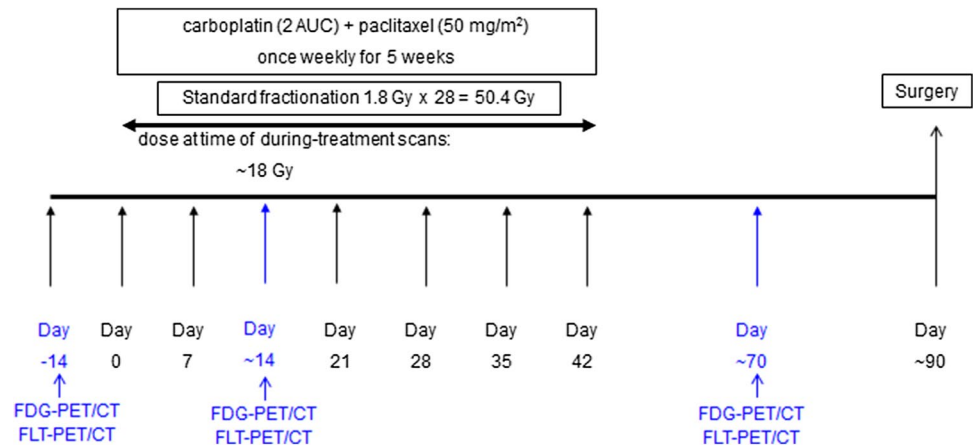 carboplatin (2 AUC) + paclitaxel (50 mg/m²)
once weekly for 5 weeks
Standard fractionation 1.8 Gy x 28 = 50.4 Gy
Surgery
dose at time of during-treatment scans:
~18 Gy
Day Day Day Day Day Day Day Day Day Day
-14 0 7 ~14 21 28 35 42 ~70 ~90
FDG-PET/CT FDG-PET/CT FDG-PET/CT
FLT-PET/CT FLT-PET/CT FLT-PET/CT